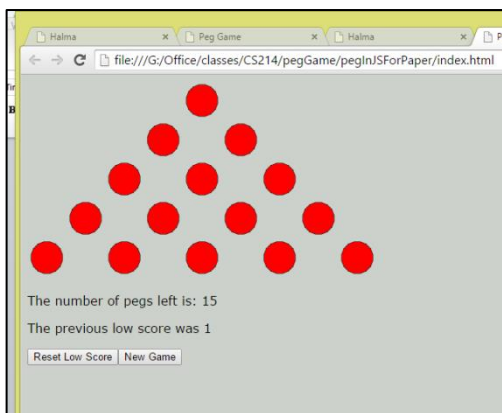 Halma Peg Game Halma P
file:///G:/Office/classes/CS214/pegGame/pegInJSForPaper/index.html
B
The number of pegs left is: 15
The previous low score was 1
Reset Low Score New Game